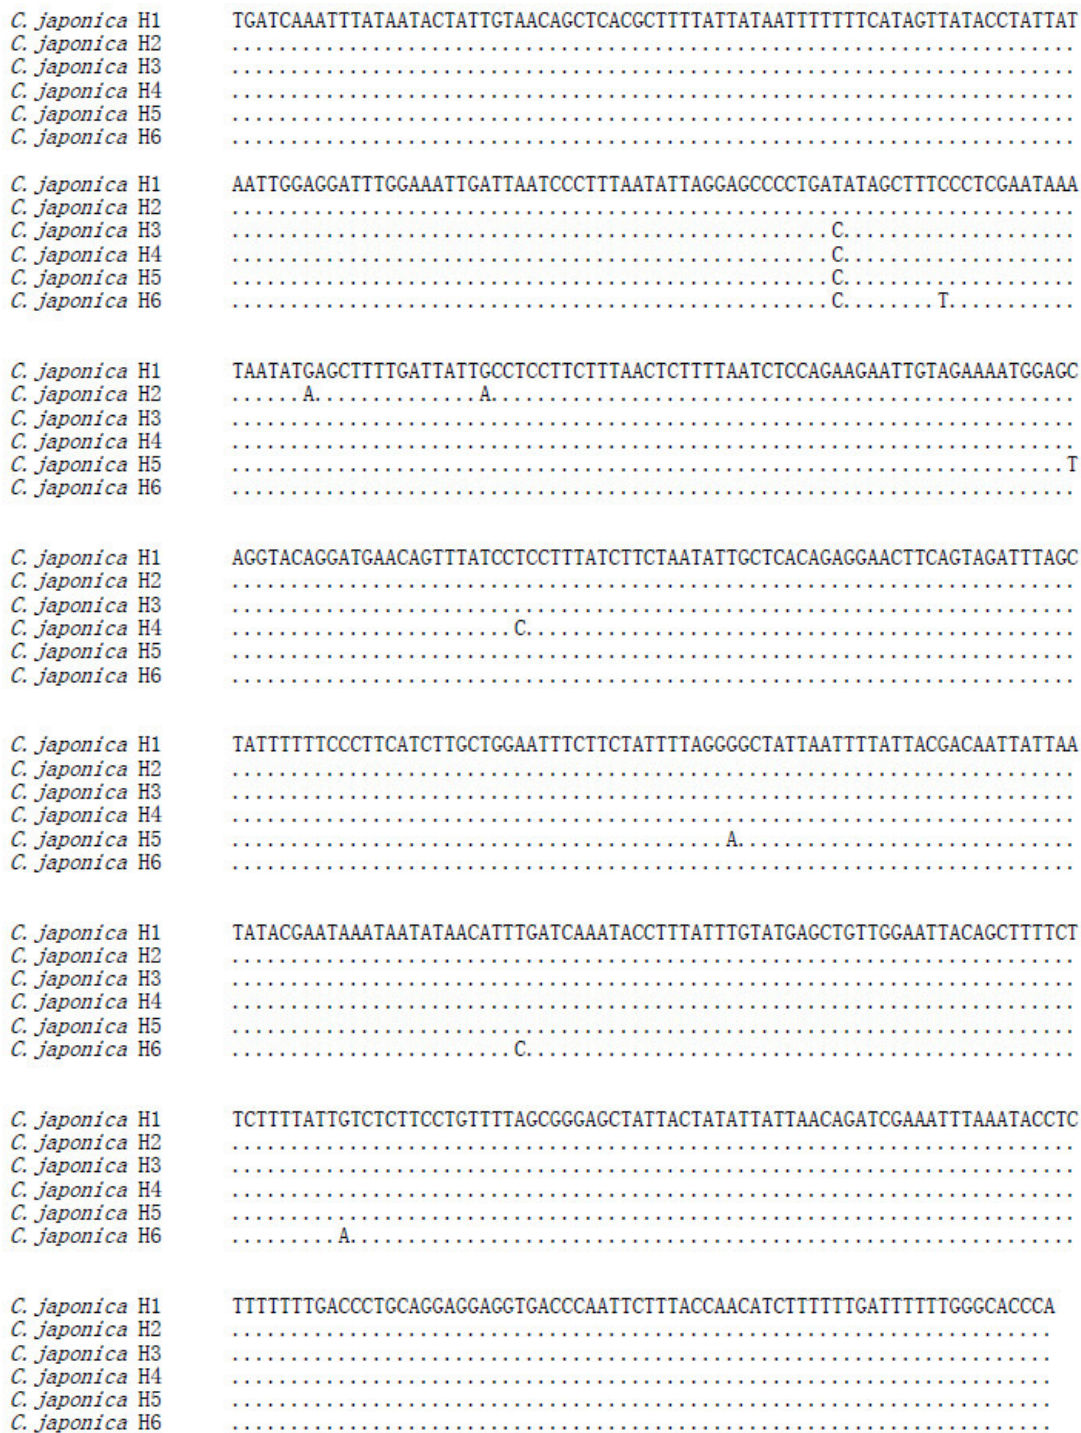 C. japonica H1 TGATCAAATTTATAATACTATTGTAACAGCTCACGCTTTTATTATAATTTTTTTCATAGTTATACCTATTAT
C. japonica H2 ........................................................................
C. japonica H3 ........................................................................
C. japonica H4 ........................................................................
C. japonica H5 ........................................................................
C. japonica H6 ........................................................................
C. japonica H1 AATTGGAGGATTTGGAAATTGATTAATCCCTTTAATATTAGGAGCCCCTGATATAGCTTTCCCTCGAATAAA
C. japonica H2 ........................................................................
C. japonica H3 ...................................................C....................
C. japonica H4 ...................................................C....................
C. japonica H5 ...................................................C....................
C. japonica H6 ...................................................C........T...........
C. japonica H1 TAATATGAGCTTTTGATTATTGCCTCCTTCTTTAACTCTTTTAATCTCCAGAAGAATTGTAGAAAATGGAGC
C. japonica H2 ......A..............A..................................................
C. japonica H3 ........................................................................
C. japonica H4 ........................................................................
C. japonica H5 .......................................................................T
C. japonica H6 ........................................................................
C. japonica H1 AGGTACAGGATGAACAGTTTATCCTCCTTTATCTTCTAATATTGCTCACAGAGGAACTTCAGTAGATTTAGC
C. japonica H2 ........................................................................
C. japonica H3 ........................................................................
C. japonica H4 ........................C...............................................
C. japonica H5 ........................................................................
C. japonica H6 ........................................................................
C. japonica H1 TATTTTTTCCCTTCATCTTGCTGGAATTTCTTCTATTTTAGGGGCTATTAATTTTATTACGACAATTATTAA
C. japonica H2 ........................................................................
C. japonica H3 ........................................................................
C. japonica H4 ........................................................................
C. japonica H5 ..........................................A.............................
C. japonica H6 ........................................................................
C. japonica H1 TATACGAATAAATAATATAACATTTGATCAAATACCTTTATTTGTATGAGCTGTTGGAATTACAGCTTTTCT
C. japonica H2 ........................................................................
C. japonica H3 ........................................................................
C. japonica H4 ........................................................................
C. japonica H5 ........................................................................
C. japonica H6 ........................C...............................................
C. japonica H1 TCTTTTATTGTCTCTTCCTGTTTTAGCGGGAGCTATTACTATATTATTAACAGATCGAAATTTAAATACCTC
C. japonica H2 ........................................................................
C. japonica H3 ........................................................................
C. japonica H4 ........................................................................
C. japonica H5 ........................................................................
C. japonica H6 .........A..............................................................
C. japonica H1 TTTTTTTGACCCTGCAGGAGGAGGTGACCCAATTCTTTACCAACATCTTTTTTGATTTTTTGGGCACCCA
C. japonica H2 ......................................................................
C. japonica H3 ......................................................................
C. japonica H4 ......................................................................
C. japonica H5 ......................................................................
C. japonica H6 ......................................................................